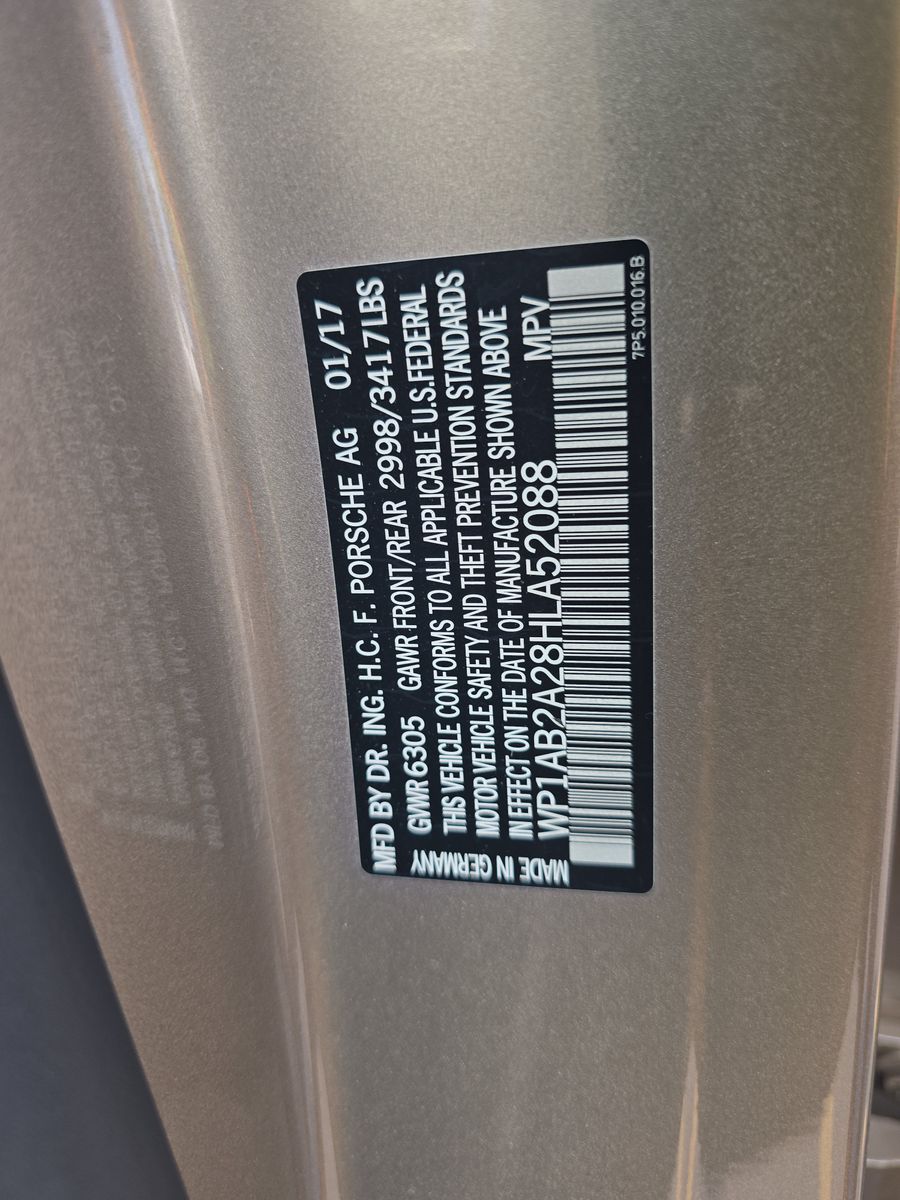 MFD BY DR. ING. H.C. F. PORSCHE AG 01/17
GVWR 6305 GAWR FRONT/REAR 2998/3417LBS
THIS VEHICLE CONFORMS TO ALL APPLICABLE U.S.FEDERAL
MOTOR VEHICLE SAFETY AND THEFT PREVENTION STANDARDS
IN EFFECT ON THE DATE OF MANUFACTURE SHOWN ABOVE
WP1AB2A28HLA52088 MPV
MADE IN GERMANY
7P5.010.016.B